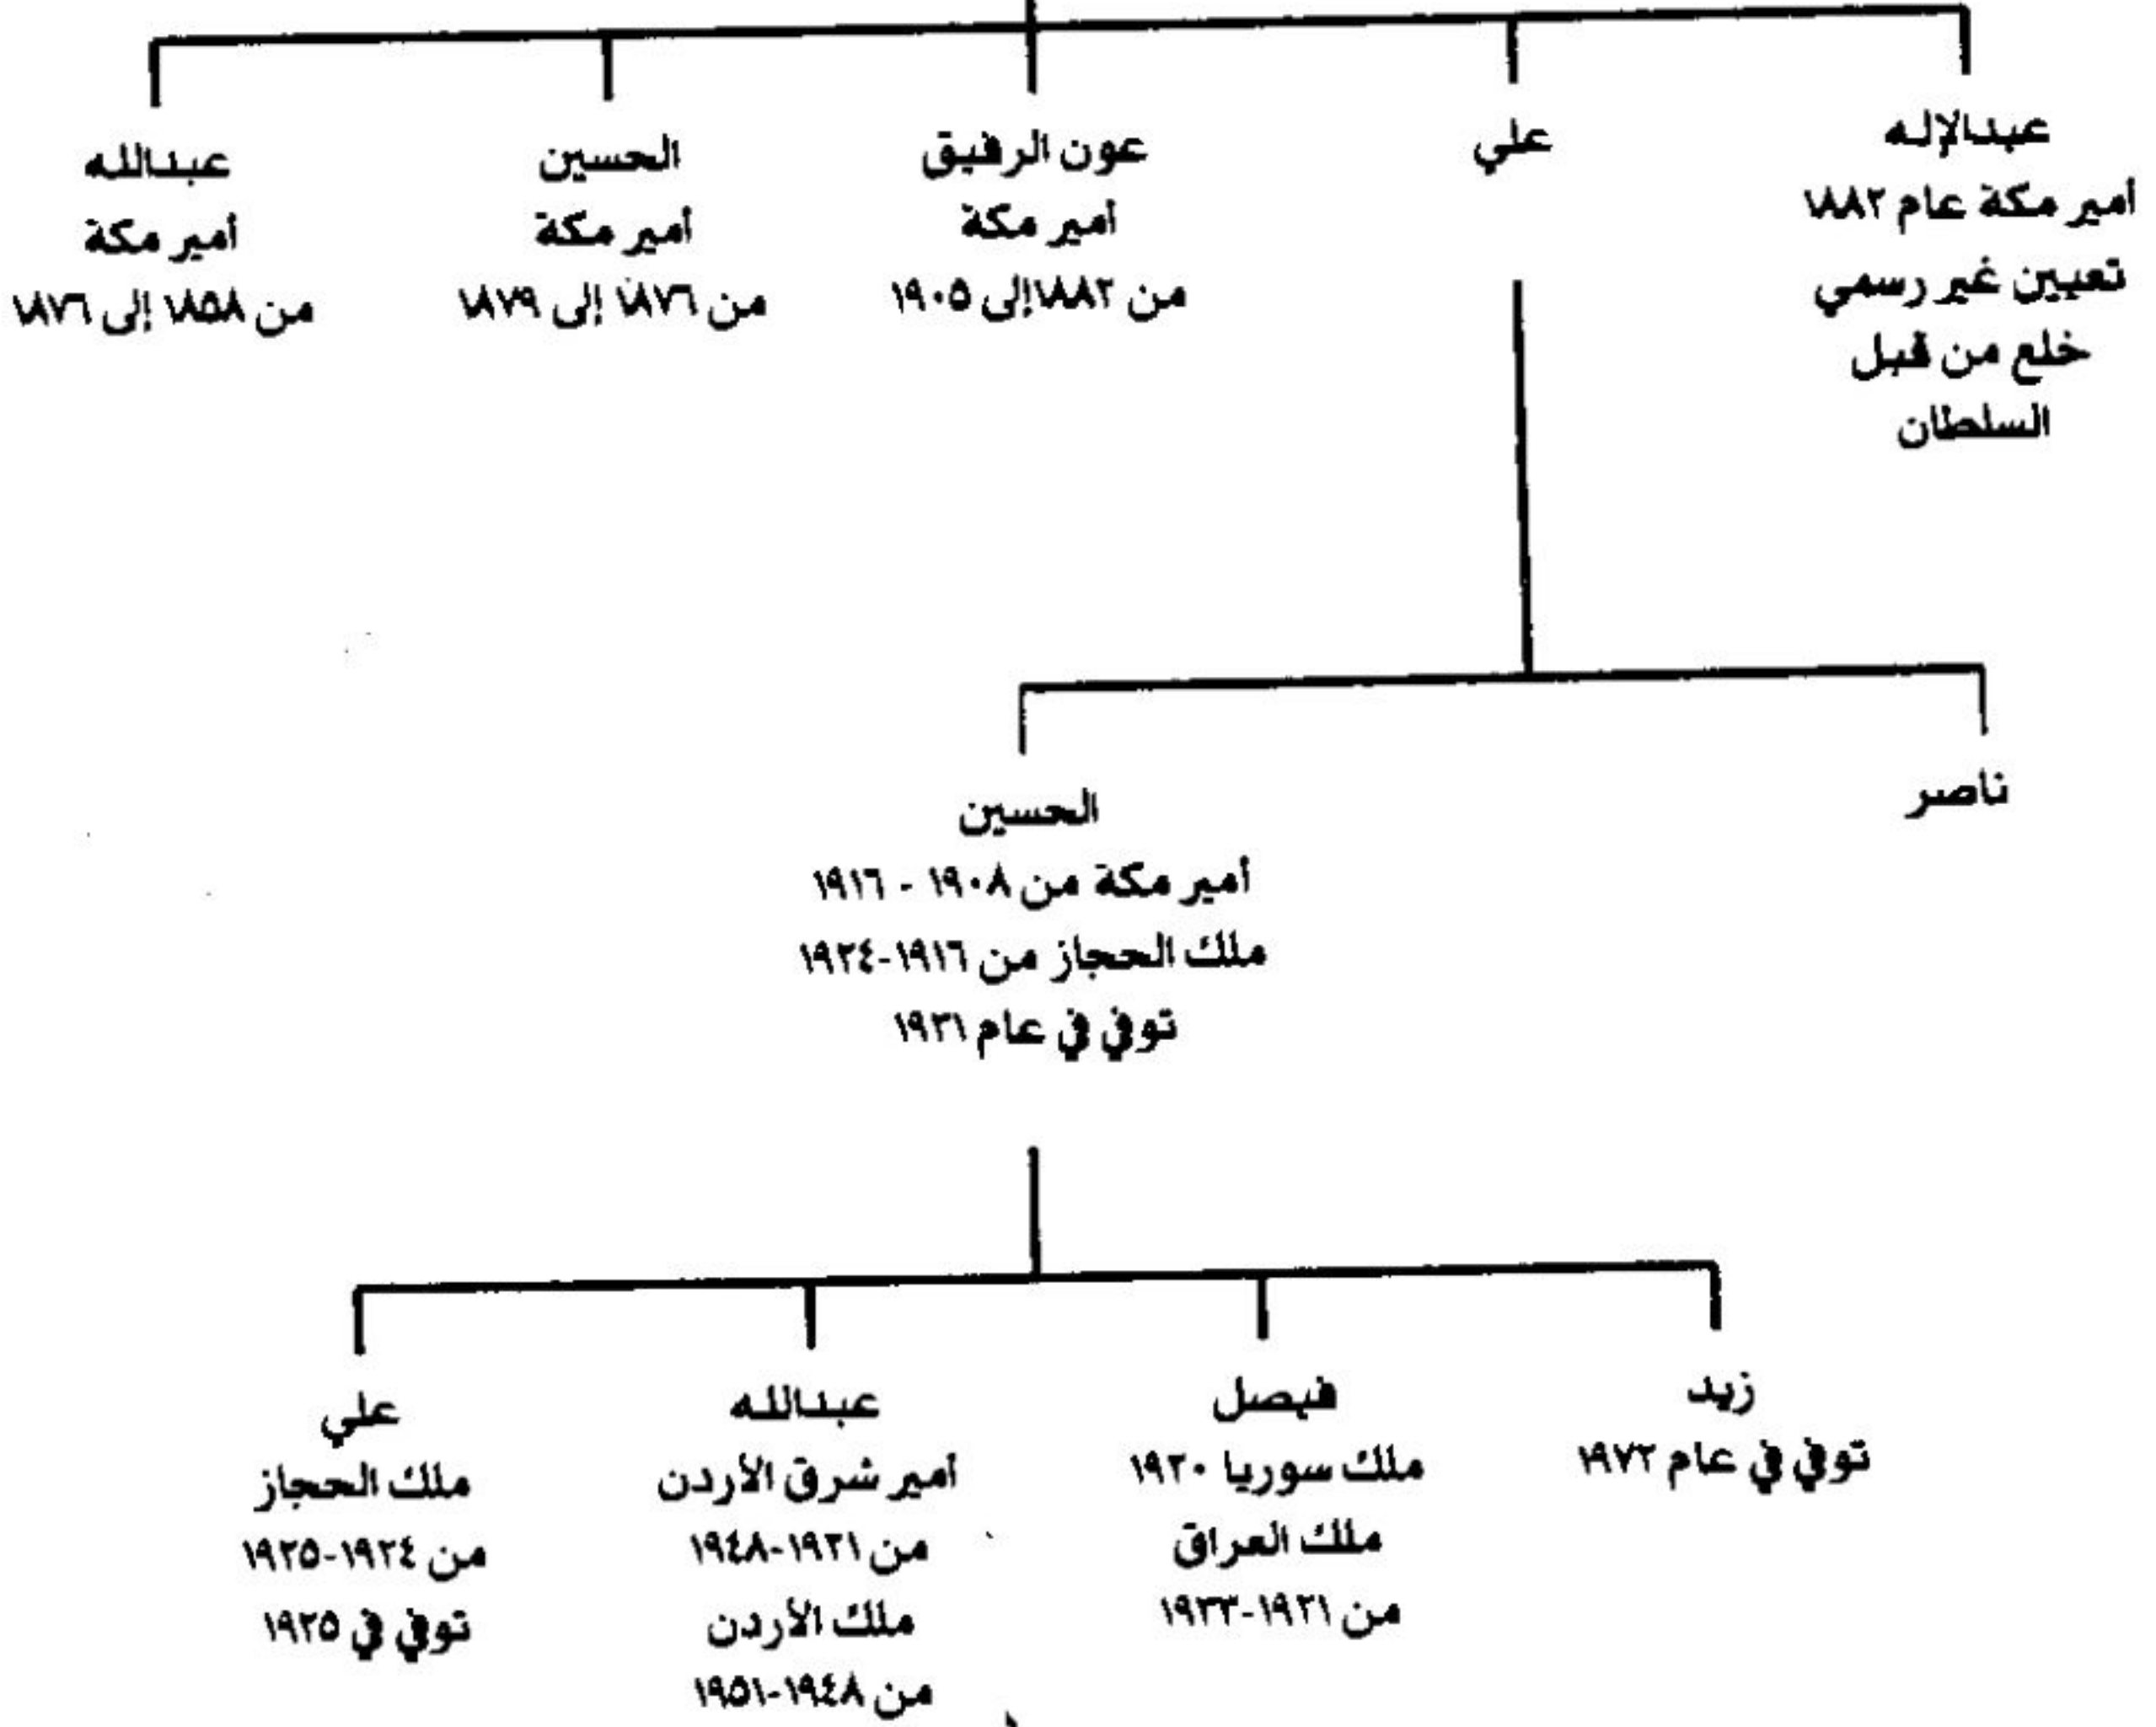 عبدالإله
أمير مكة عام ١٨٨٢
تعيين غير رسمي
خلع من قبل
السلطان
علي
عون الرفيق
أمير مكة
من ١٨٨٢إلى ١٩٠٥
الحسين
أمير مكة
من ١٨٧٦ إلى ١٨٧٩
عبدالله
أمير مكة
من ١٨٥٨ إلى ١٨٧٦
ناصر
الحسين
أمير مكة من ١٩٠٨ - ١٩١٦
ملك الحجاز من ١٩١٦-١٩٢٤
توفي في عام ١٩٣١
زيد
توفي في عام ١٩٧٢
فيصل
ملك سوريا ١٩٢٠
ملك العراق
من ١٩٢١-١٩٣٣
عبدالله
أمير شرق الأردن
من ١٩٢١-١٩٤٨
ملك الأردن
من ١٩٤٨-١٩٥١
علي
ملك الحجاز
من ١٩٢٤-١٩٢٥
توفي في ١٩٣٥